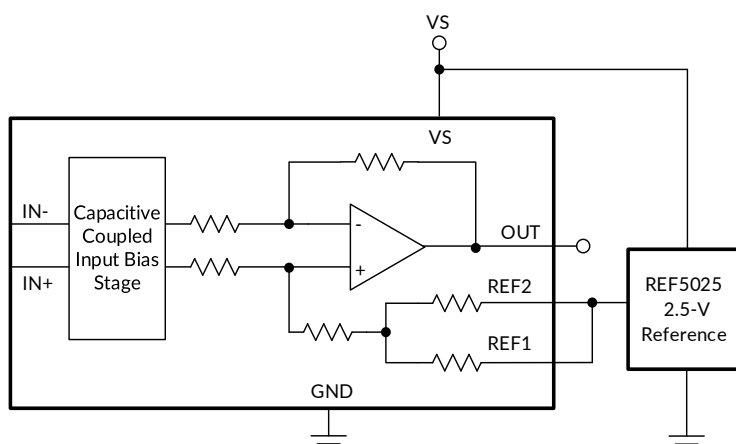 VS
VS
IN-
Capacitive
Coupled
Input Bias
Stage
IN+
-
+
OUT
REF2
REF1
REF5025
2.5-V
Reference
GND